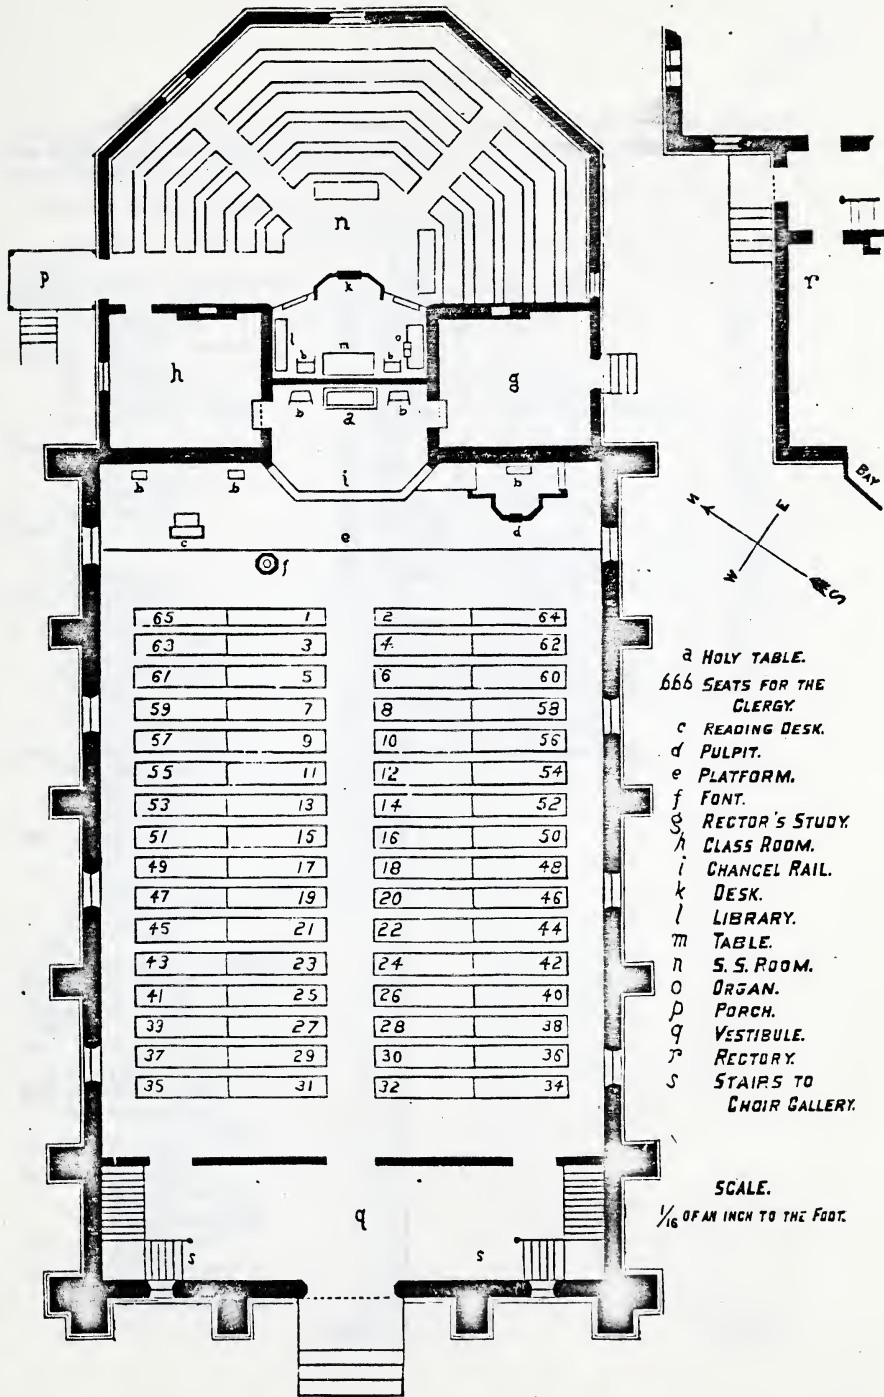 n
p
k
l
m
o
b
b
h
g
b
a
b
r
BAY
b
b
i
b
d
c
e
f
N
E
W
S
65 1 2 64
63 3 4 62
61 5 6 60
59 7 8 58
57 9 10 56
55 11 12 54
53 13 14 52
51 15 16 50
49 17 18 48
47 19 20 46
45 21 22 44
43 23 24 42
41 25 26 40
39 27 28 38
37 29 30 36
35 31 32 34
q
s
s
a HOLY TABLE.
bbb SEATS FOR THE
CLERGY.
c READING DESK.
d PULPIT.
e PLATFORM.
f FONT.
g RECTOR'S STUDY.
h CLASS ROOM.
i CHANCEL RAIL.
k DESK.
l LIBRARY.
m TABLE.
n S. S. ROOM.
o ORGAN.
p PORCH.
q VESTIBULE.
r RECTORY.
s STAIRS TO
CHOIR GALLERY.
SCALE.
1/16 OF AN INCH TO THE FOOT.